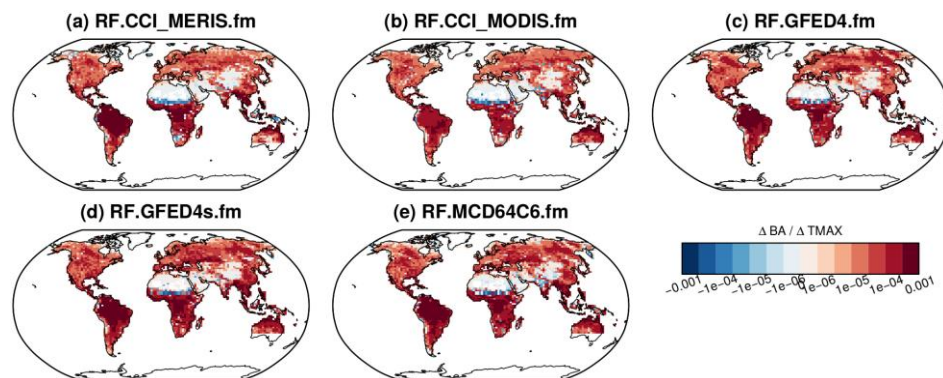 (a) RF.CCI_MERIS.fm
(b) RF.CCI_MODIS.fm
(c) RF.GFED4.fm
(d) RF.GFED4s.fm
(e) RF.MCD64C6.fm
Δ BA / Δ TMAX
−0.001 −1e−04 −1e−05 −1e−06 0 1e−06 1e−05 1e−04 0.001